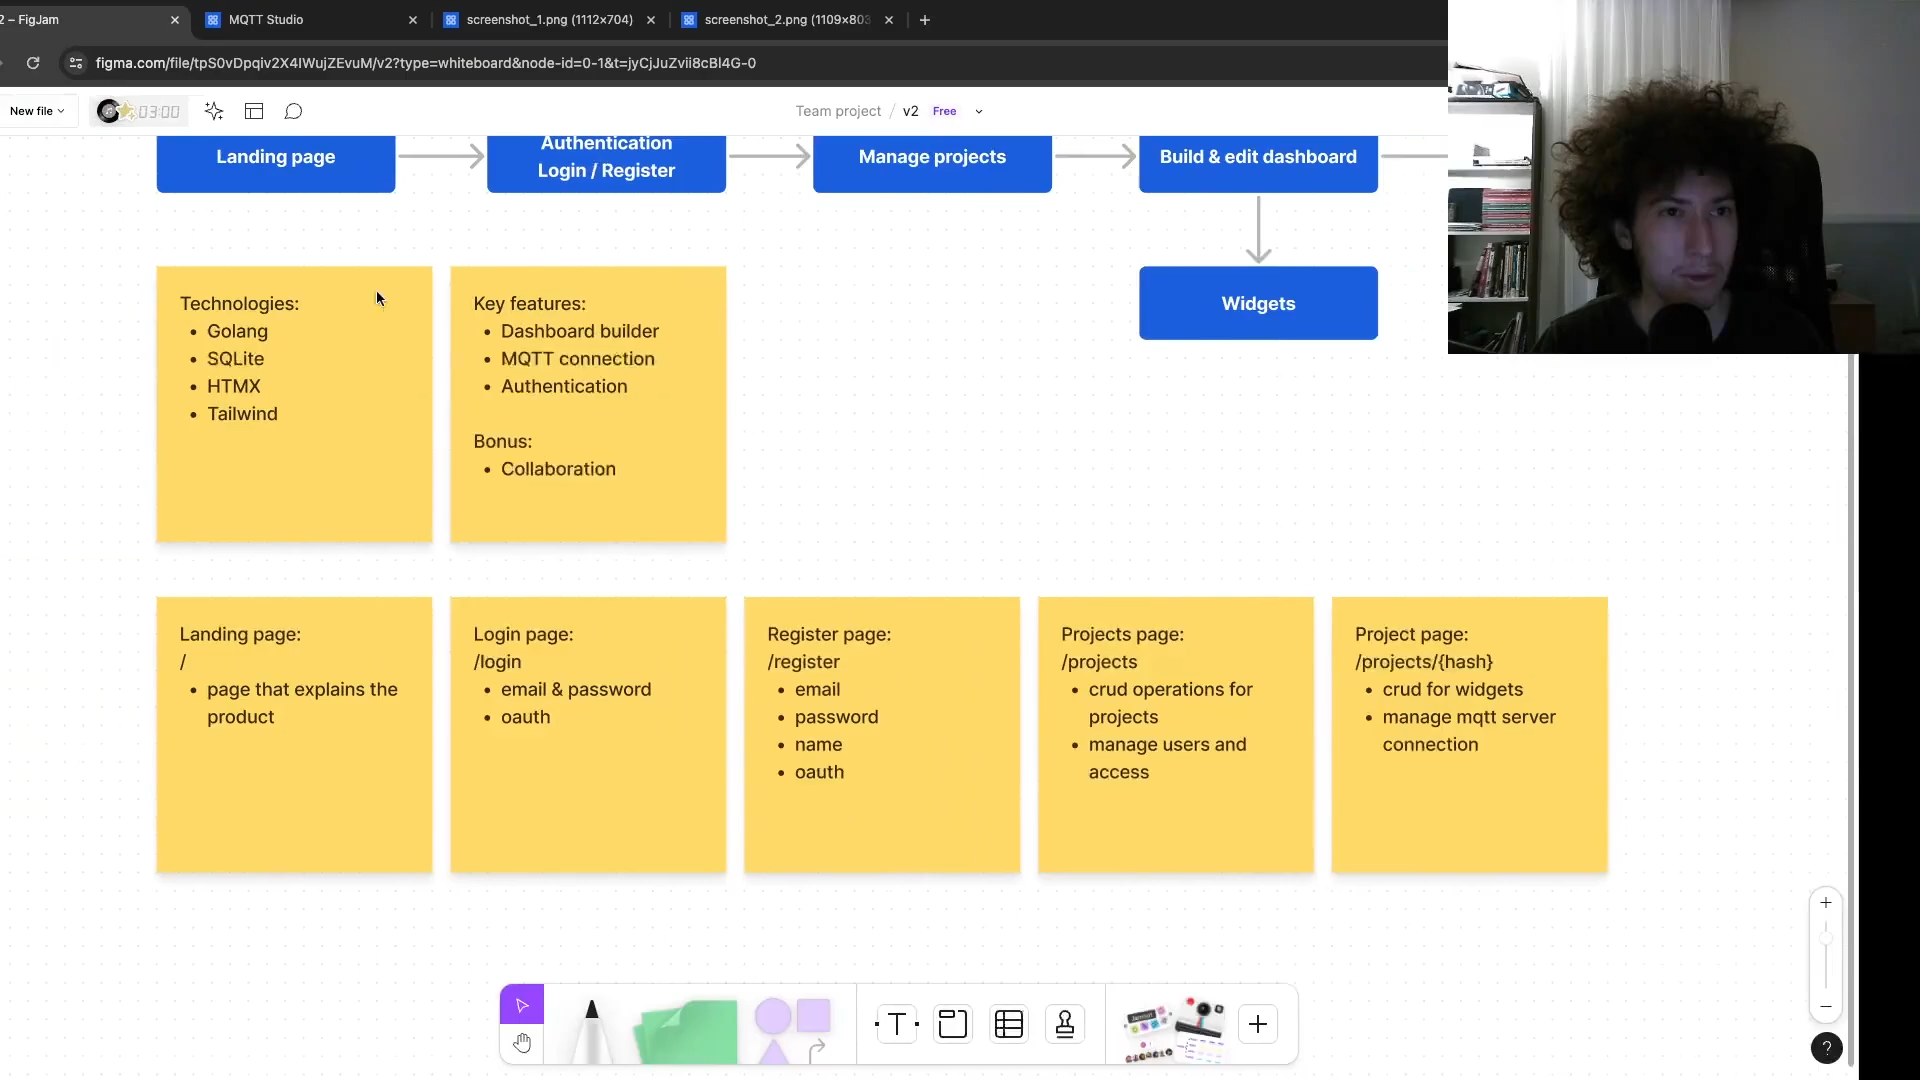 2 – FigJam
MQTT Studio
screenshot_1.png (1112×704)
screenshot_2.png (1109×803
figma.com/file/tpS0vDpqiv2X4IWujZEvuM/v2?type=whiteboard&node-id=0-1&t=jyCjJuZvii8cBl4G-0
New file
03:00
Team project / v2 Free
Landing page
Authentication
Login / Register
Manage projects
Build & edit dashboard
Widgets
Technologies:
• Golang
• SQLite
• HTMX
• Tailwind
Key features:
• Dashboard builder
• MQTT connection
• Authentication
Bonus:
• Collaboration
Landing page:
/
• page that explains the
product
Login page:
/login
• email & password
• oauth
Register page:
/register
• email
• password
• name
• oauth
Projects page:
/projects
• crud operations for
projects
• manage users and
access
Project page:
/projects/{hash}
• crud for widgets
• manage mqtt server
connection
T
?